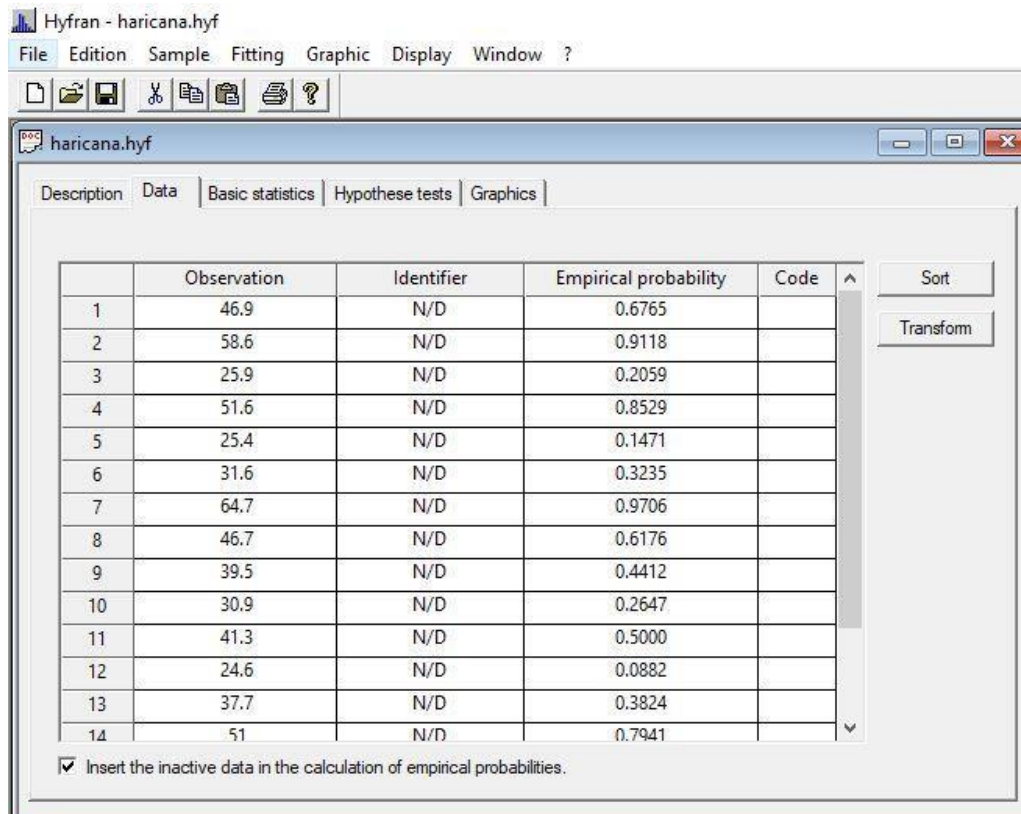 Hyfran - haricana.hyf
File Edition Sample Fitting Graphic Display Window ?
DOC haricana.hyf
Description Data Basic statistics Hypothese tests Graphics
Observation Identifier Empirical probability Code Sort
1 46.9 N/D 0.6765
Transform
2 58.6 N/D 0.9118
3 25.9 N/D 0.2059
4 51.6 N/D 0.8529
5 25.4 N/D 0.1471
6 31.6 N/D 0.3235
7 64.7 N/D 0.9706
8 46.7 N/D 0.6176
9 39.5 N/D 0.4412
10 30.9 N/D 0.2647
11 41.3 N/D 0.5000
12 24.6 N/D 0.0882
13 37.7 N/D 0.3824
14 51 N/D 0.7941
Insert the inactive data in the calculation of empirical probabilities.